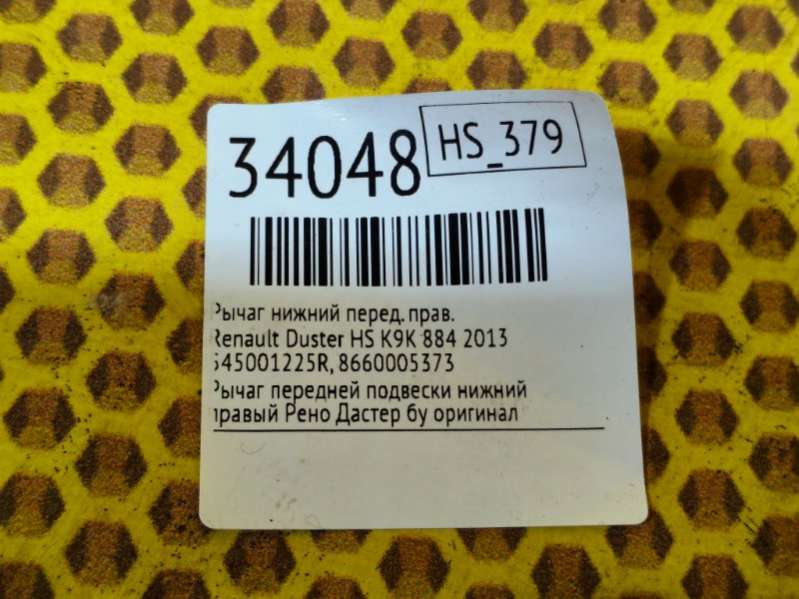 34048
HS_379
Рычаг нижний перед. прав.
Renault Duster HS K9K 884 2013
545001225R, 8660005373
Рычаг передней подвески нижний
правый Рено Дастер бу оригинал